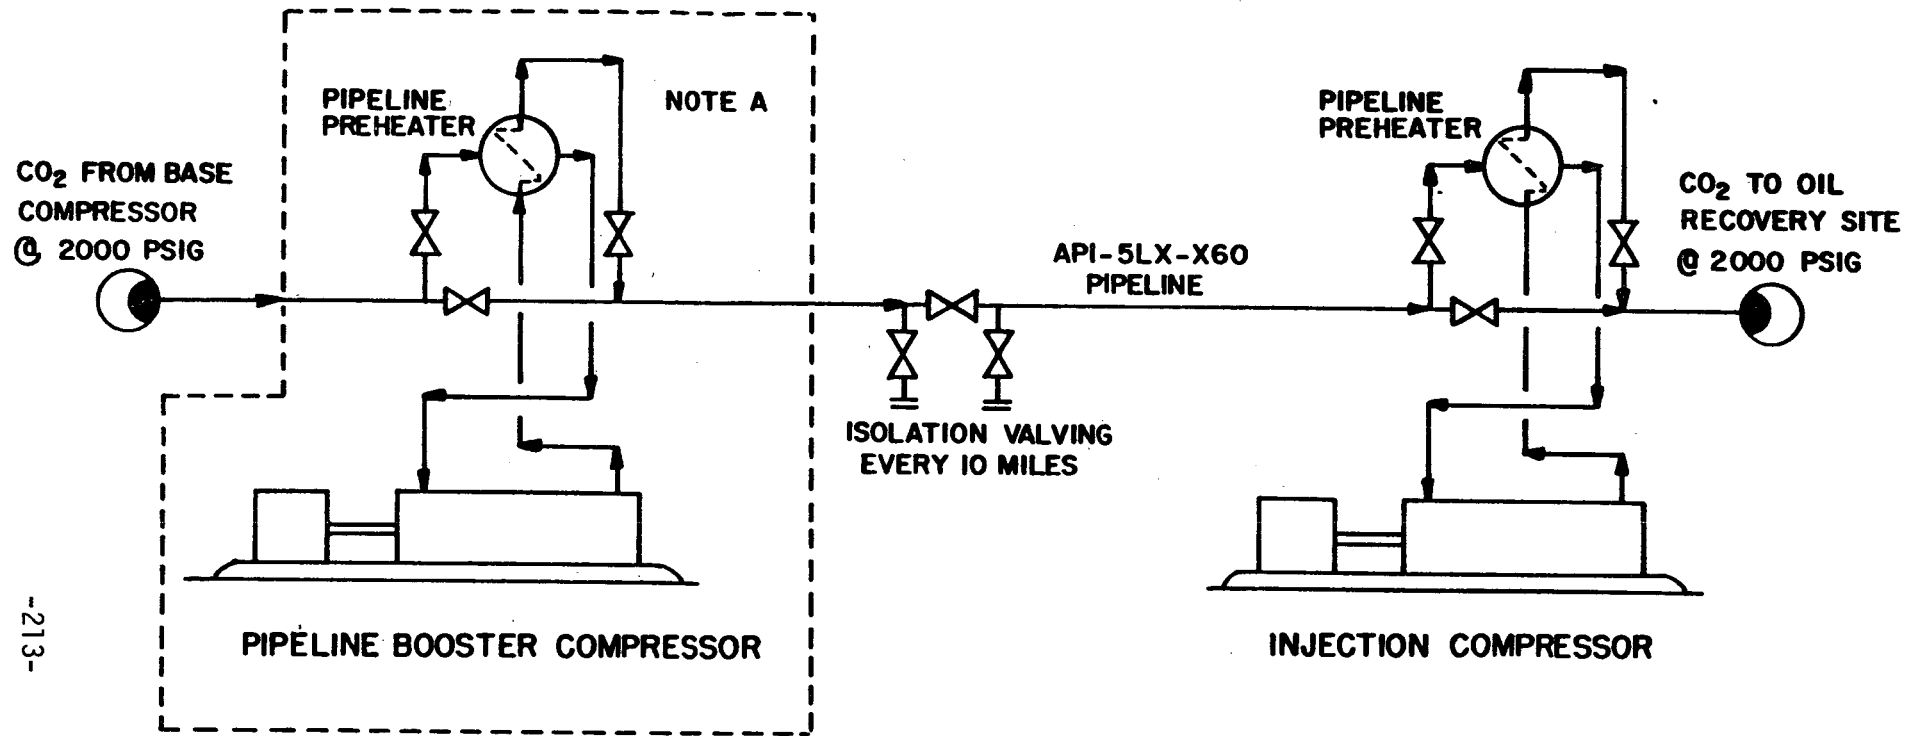 CO2 FROM BASE
COMPRESSOR
@ 2000 PSIG
PIPELINE
PREHEATER
NOTE A
API-5LX-X60
PIPELINE
ISOLATION VALVING
EVERY 10 MILES
PIPELINE
PREHEATER
CO2 TO OIL
RECOVERY SITE
@ 2000 PSIG
PIPELINE BOOSTER COMPRESSOR
INJECTION COMPRESSOR
-213-